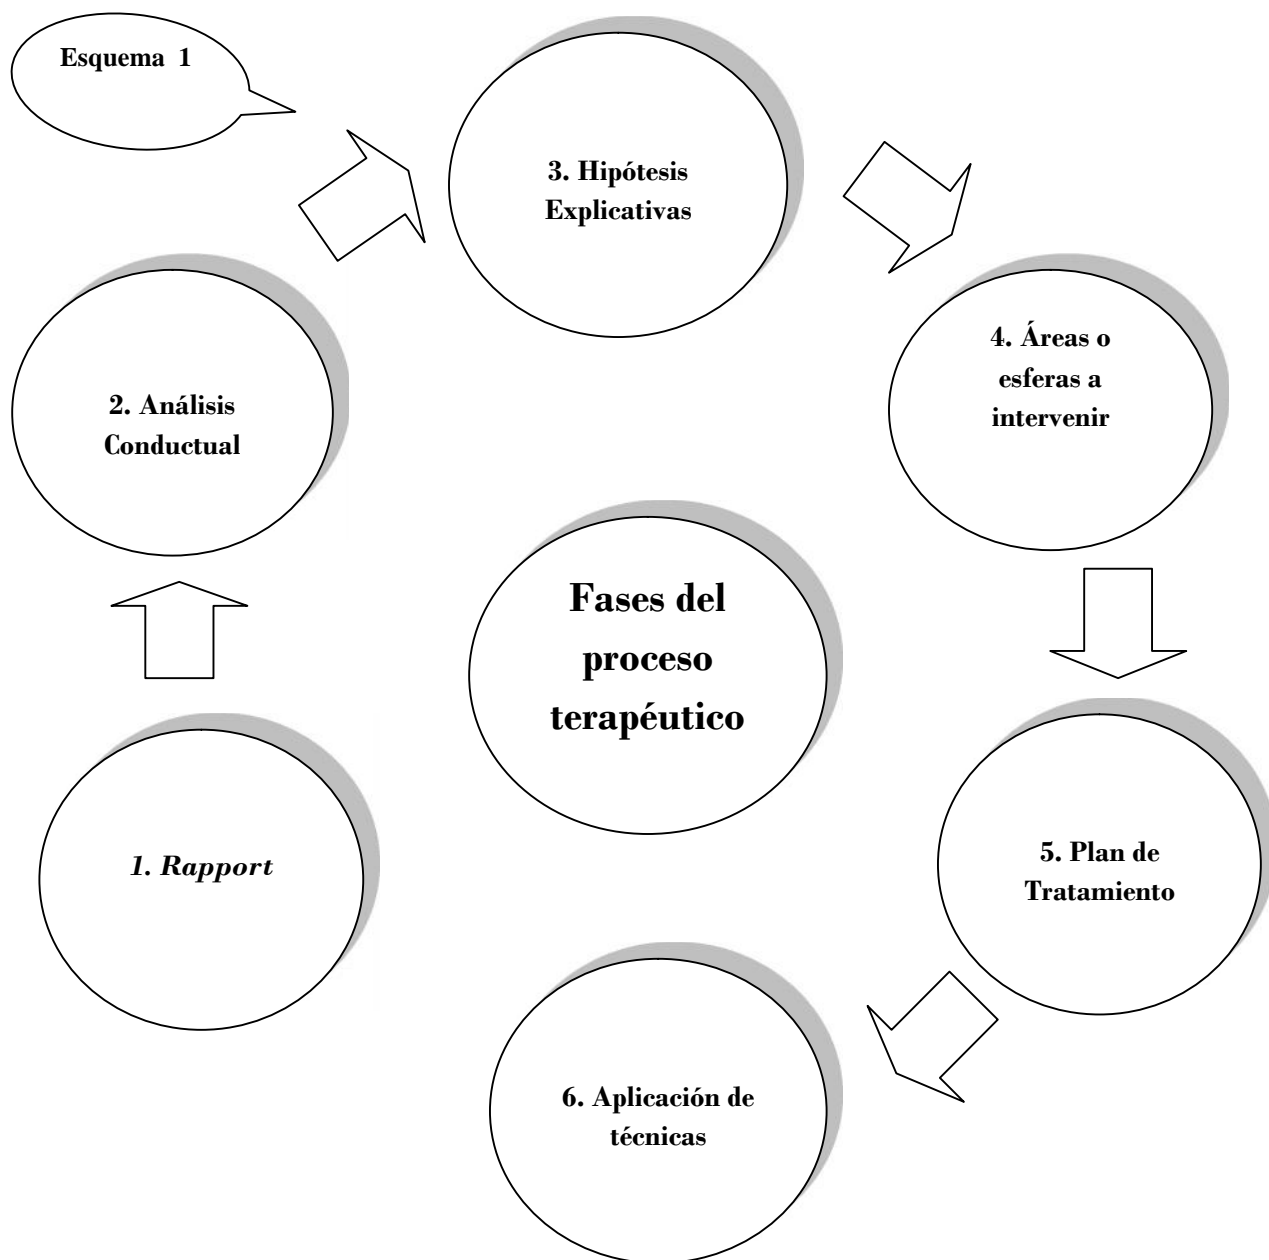 Esquema 1
3. Hipótesis
Explicativas
4. Áreas o
esferas a
intervenir
2. Análisis
Conductual
Fases del
proceso
terapéutico
1. Rapport
5. Plan de
Tratamiento
6. Aplicación de
técnicas